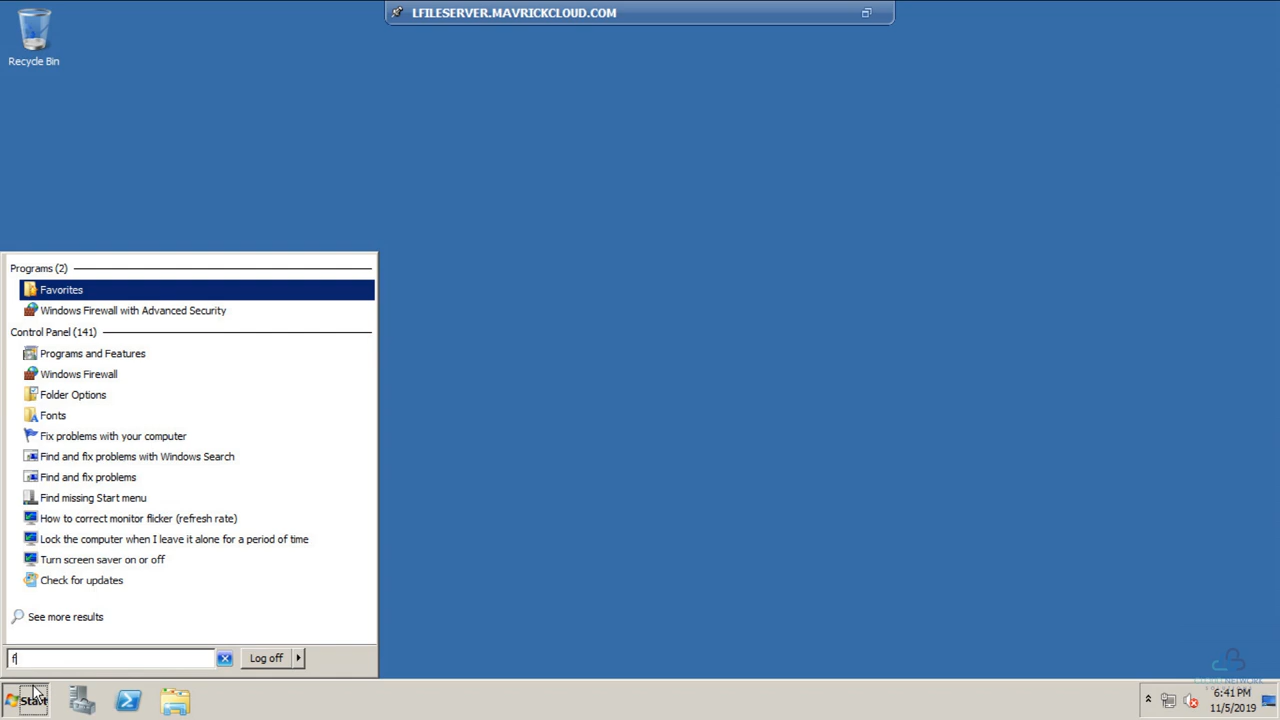 LFILESERVER.MAVRICKCLOUD.COM
Recycle Bin
Programs (2)
Favorites
Windows Firewall with Advanced Security
Control Panel (141)
Programs and Features
Windows Firewall
Folder Options
Fonts
Fix problems with your computer
Find and fix problems with Windows Search
Find and fix problems
Find missing Start menu
How to correct monitor flicker (refresh rate)
Lock the computer when I leave it alone for a period of time
Turn screen saver on or off
Check for updates
See more results
f
Log off
Start
6:41 PM
11/5/2019